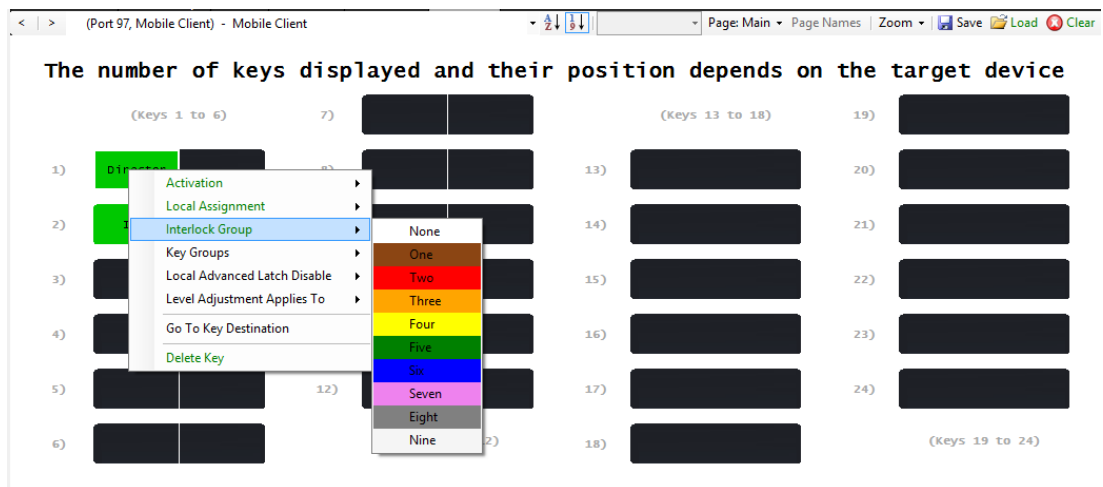 < > (Port 97, Mobile Client) - Mobile Client Page: Main Page Names Zoom Save Load Clear
The number of keys displayed and their position depends on the target device
(Keys 1 to 6)
1)
2)
3)
4)
5)
6)
Activation
Local Assignment
Interlock Group
Key Groups
Local Advanced Latch Disable
Level Adjustment Applies To
Go To Key Destination
Delete Key
None
One
Two
Three
Four
Five
Six
Seven
Eight
Nine
7)
12)
(Keys 13 to 18)
13)
14)
15)
16)
17)
18)
19)
20)
21)
22)
23)
24)
(Keys 19 to 24)